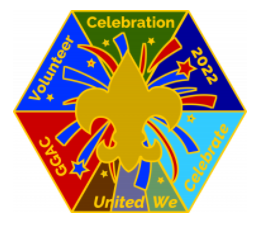 Volunteer
Celebration
2022
GGAC
United We
Celebrate